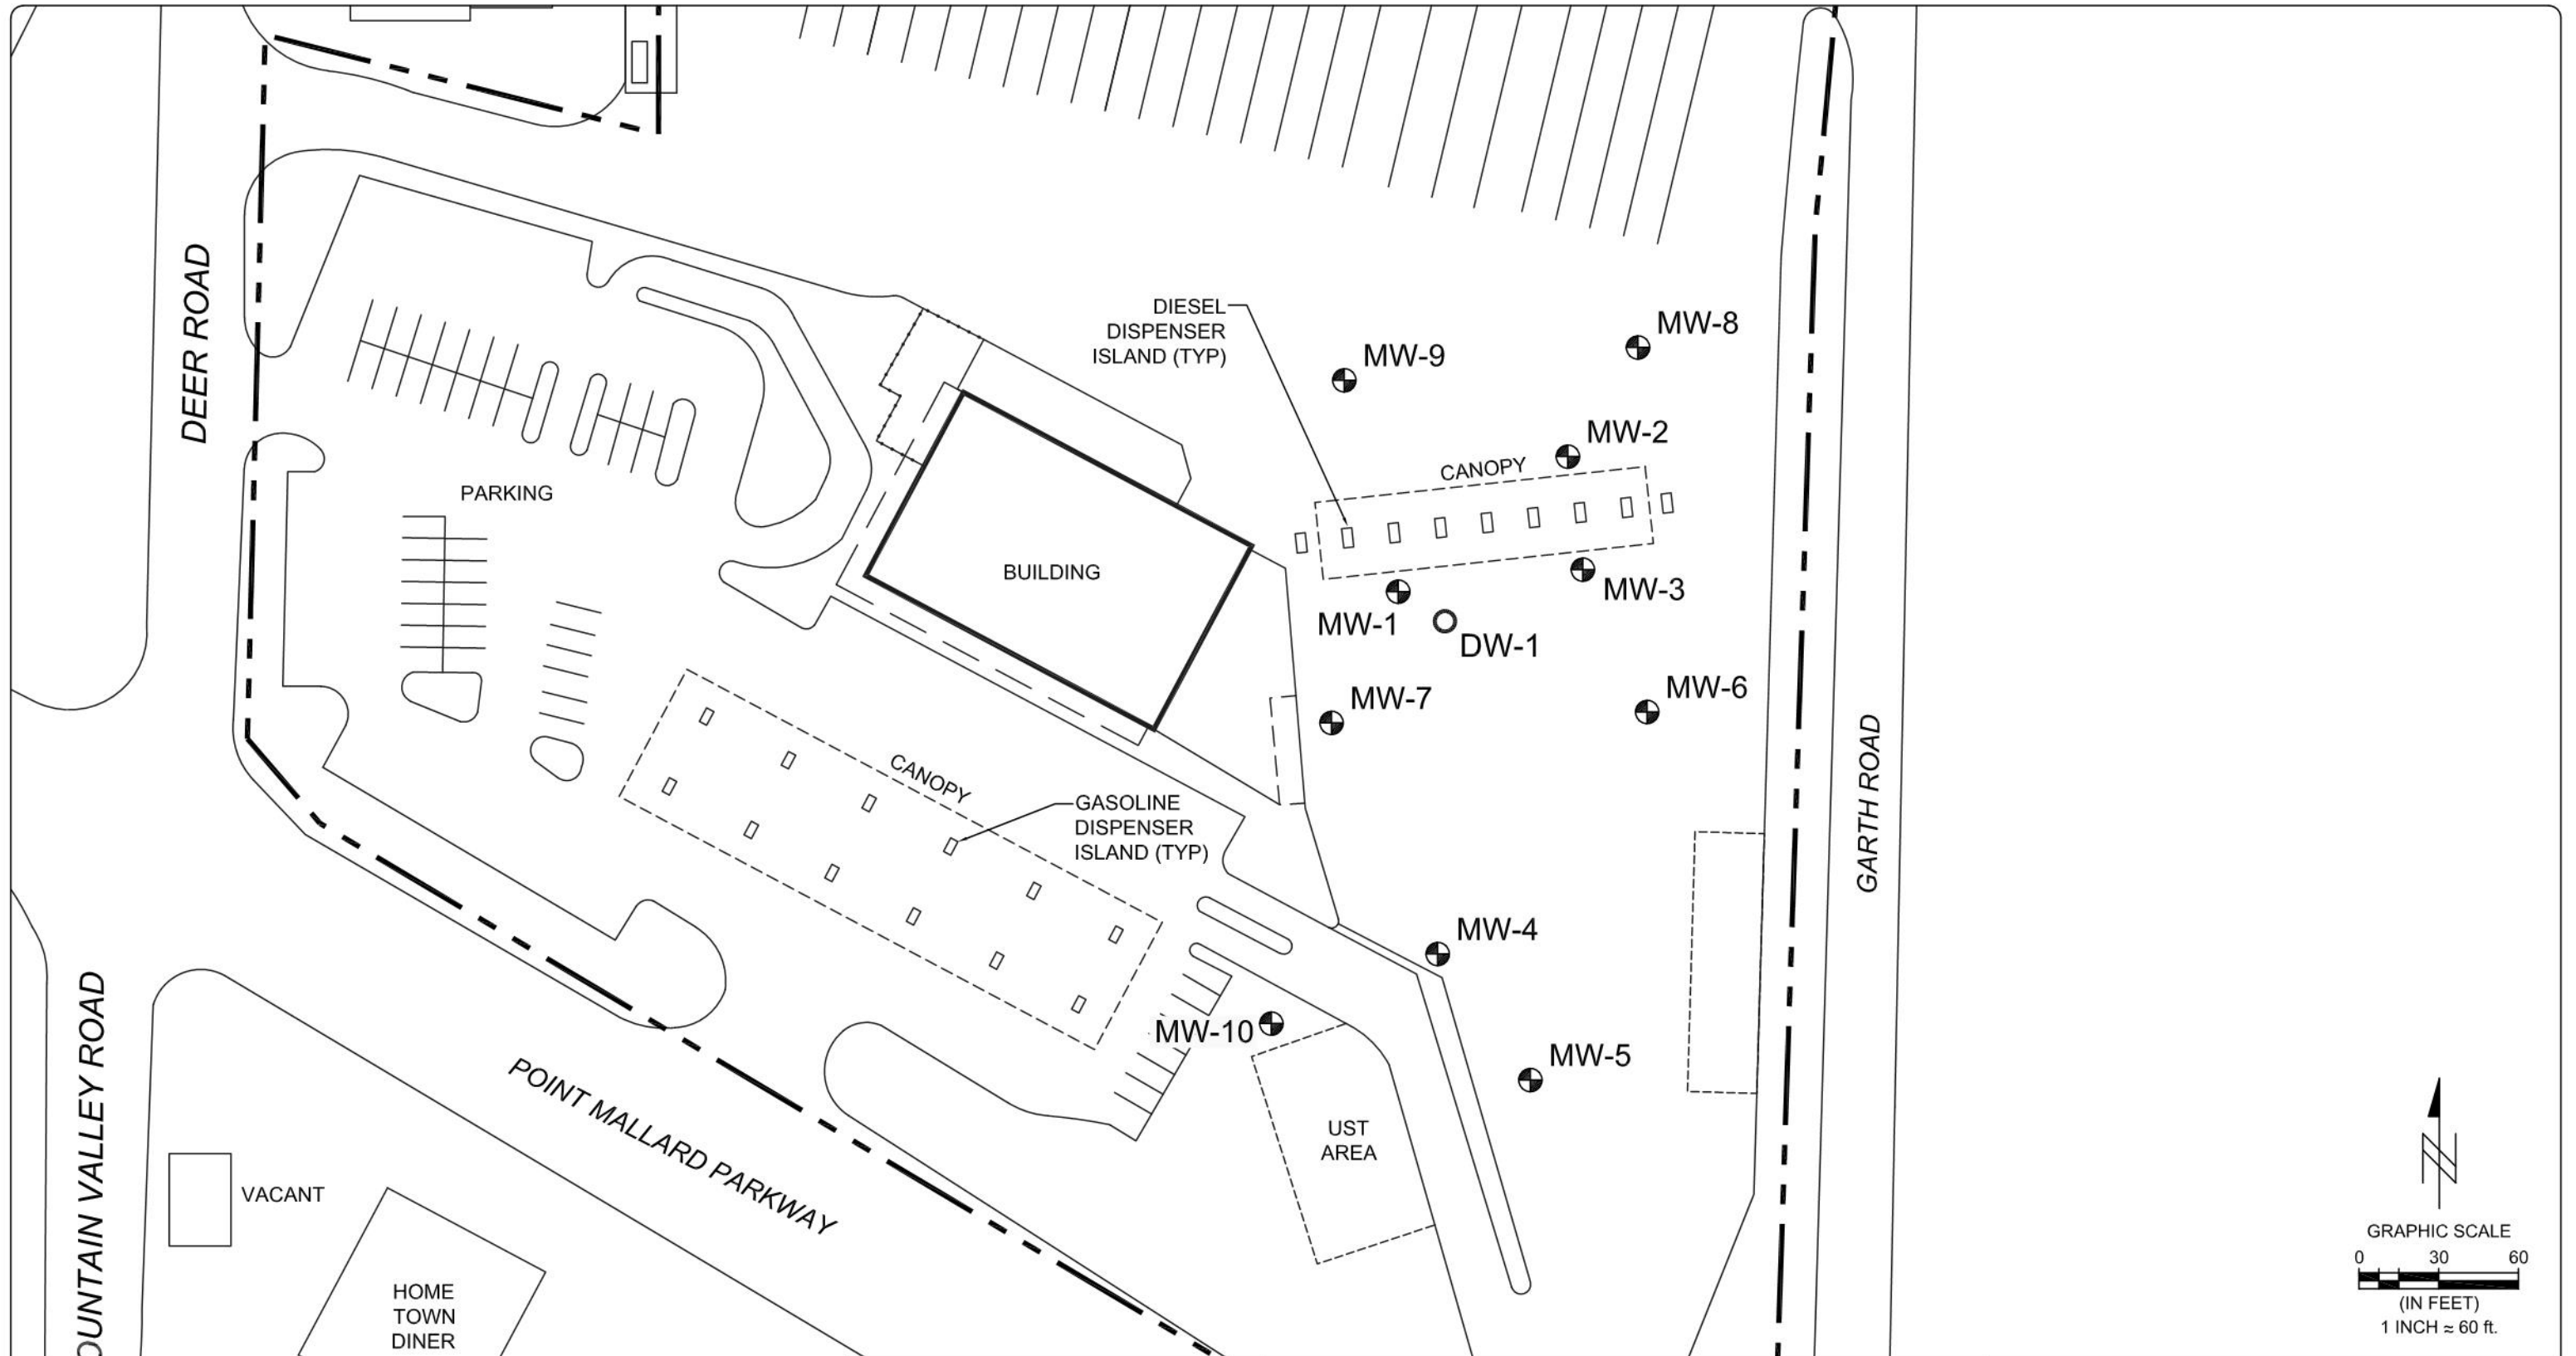 DEER ROAD
DIESEL
DISPENSER
ISLAND (TYP)
MW-9
MW-8
MW-2
CANOPY
PARKING
BUILDING
MW-1
MW-3
DW-1
MW-7
MW-6
CANOPY
GASOLINE
DISPENSER
ISLAND (TYP)
GARTH ROAD
MW-4
MW-10
MW-5
UST
AREA
OUNTAIN VALLEY ROAD
POINT MALLARD PARKWAY
VACANT
HOME
TOWN
DINER
N
GRAPHIC SCALE
0 30 60
(IN FEET)
1 INCH ≈ 60 ft.